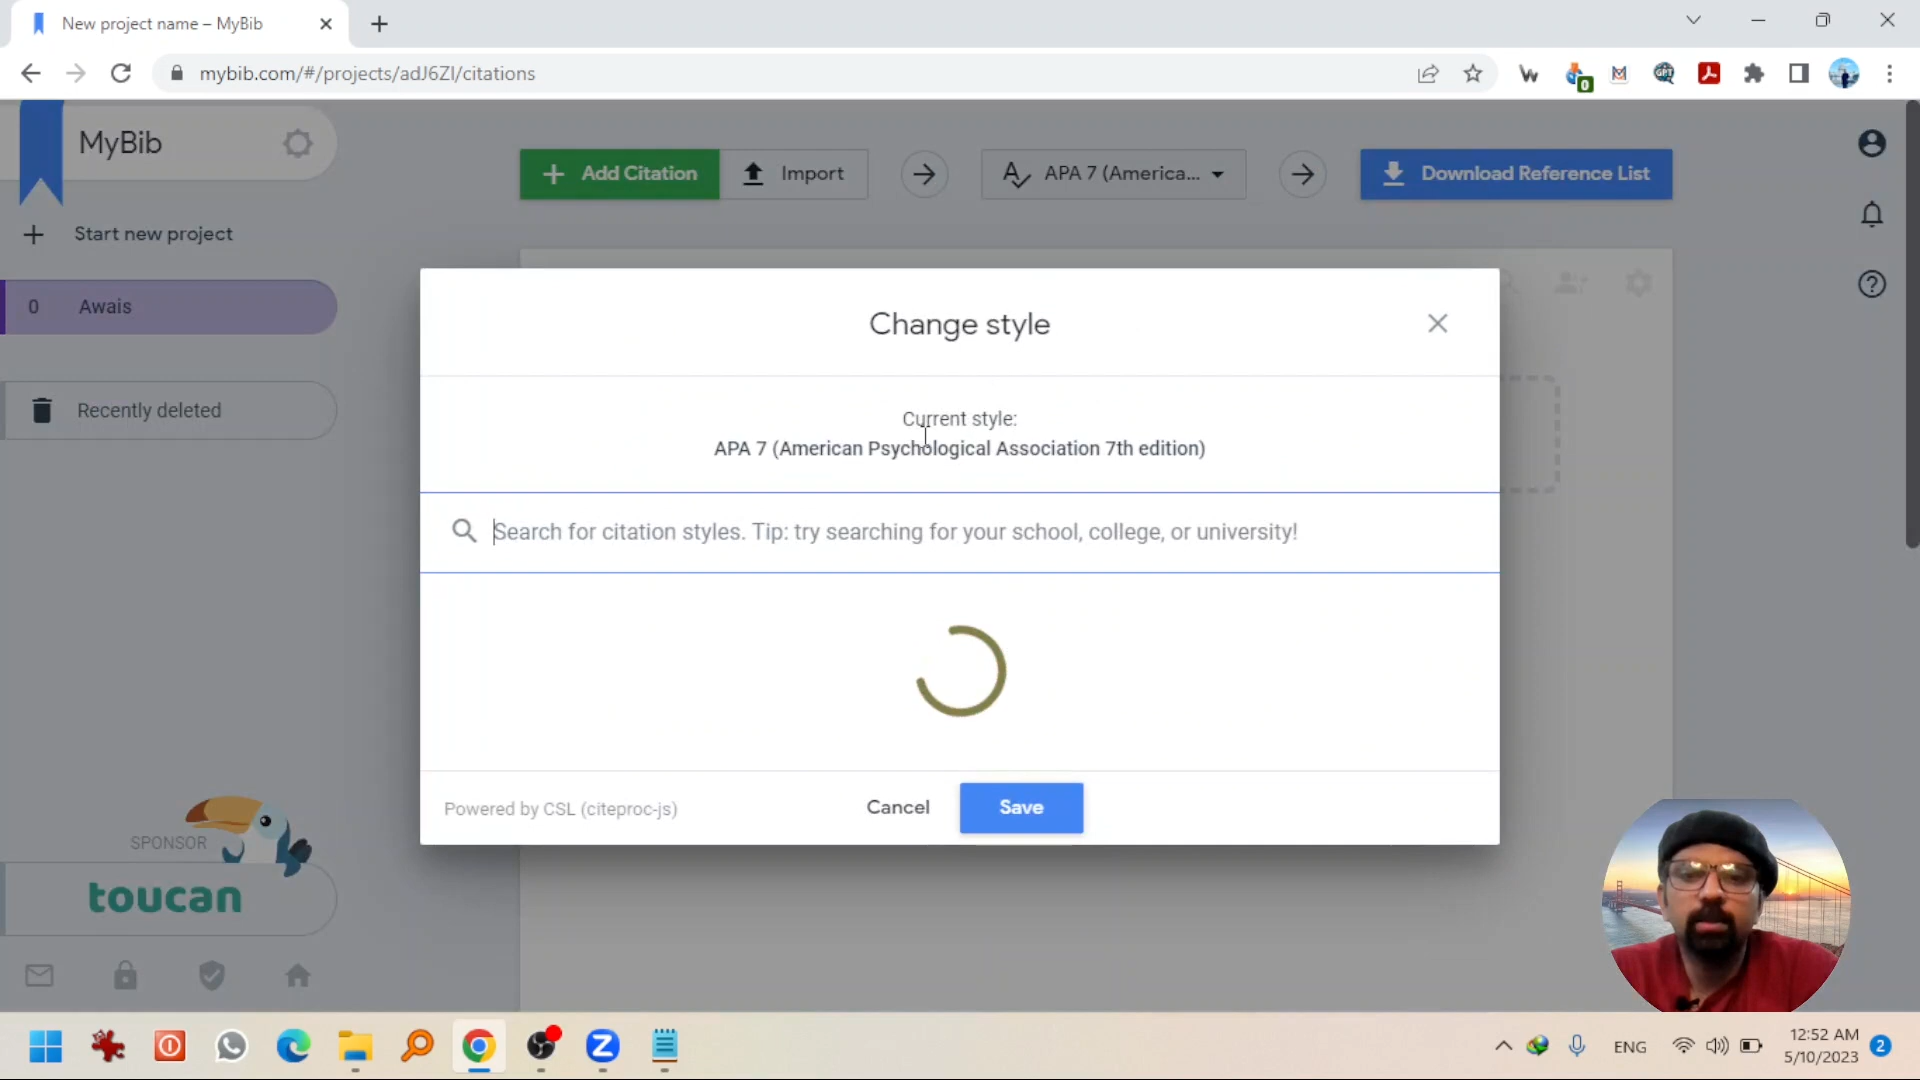 New project name – MyBib
mybib.com/#/projects/adJ6ZI/citations
GPT
0
MyBib
Add Citation
Import
APA 7 (America...
Download Reference List
Start new project
0 Awais
Recently deleted
Change style
Current style:
APA 7 (American Psychological Association 7th edition)
Search for citation styles. Tip: try searching for your school, college, or university!
Powered by CSL (citeproc-js)
Cancel
Save
SPONSOR
toucan
ENG
12:52 AM
5/10/2023
2